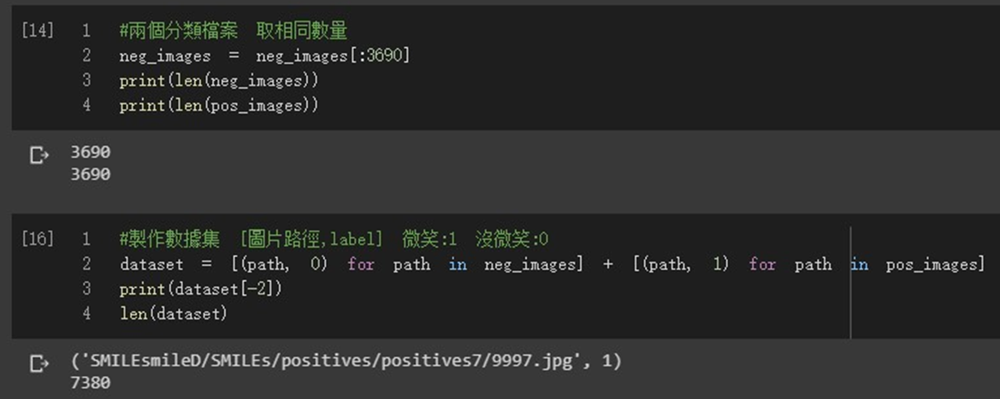 [14] 1 #兩個分類檔案 取相同數量
2 neg_images = neg_images[:3690]
3 print(len(neg_images))
4 print(len(pos_images))
3690
3690
[16] 1 #製作數據集 [圖片路徑,label] 微笑:1 沒微笑:0
2 dataset = [(path, 0) for path in neg_images] + [(path, 1) for path in pos_images]
3 print(dataset[-2])
4 len(dataset)
('SMILEsmileD/SMILEs/positives/positives7/9997.jpg', 1)
7380